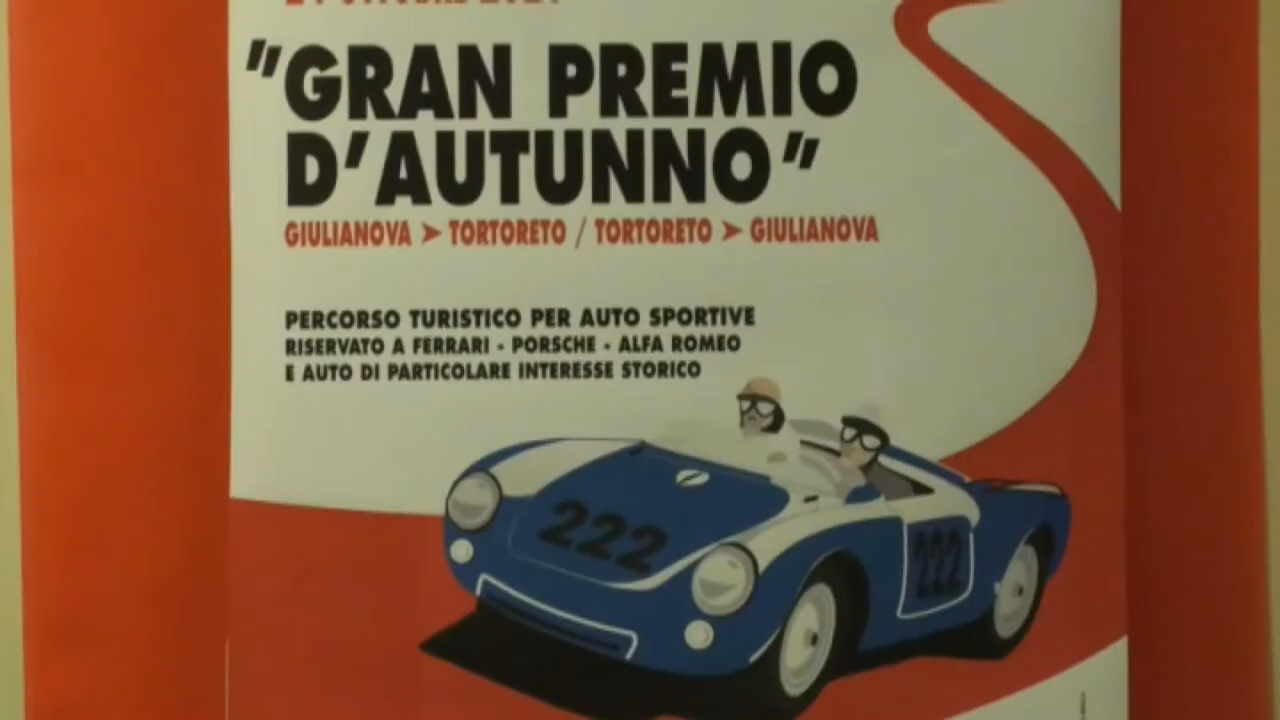 "GRAN PREMIO
D'AUTUNNO"
GIULIANOVA ➤ TORTORETO / TORTORETO ➤ GIULIANOVA
PERCORSO TURISTICO PER AUTO SPORTIVE
RISERVATO A FERRARI - PORSCHE - ALFA ROMEO
E AUTO DI PARTICOLARE INTERESSE STORICO
222
222